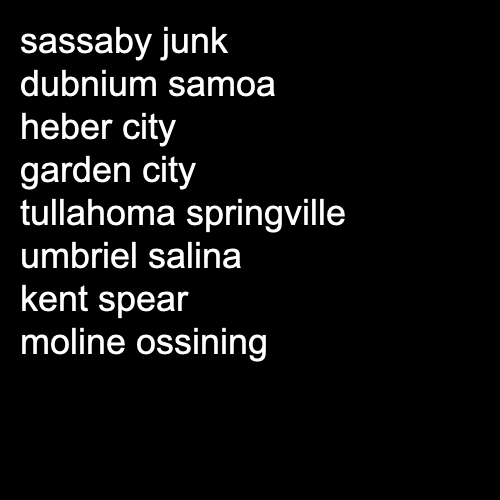 sassaby junk
dubnium samoa
heber city
garden city
tullahoma springville
umbriel salina
kent spear
moline ossining